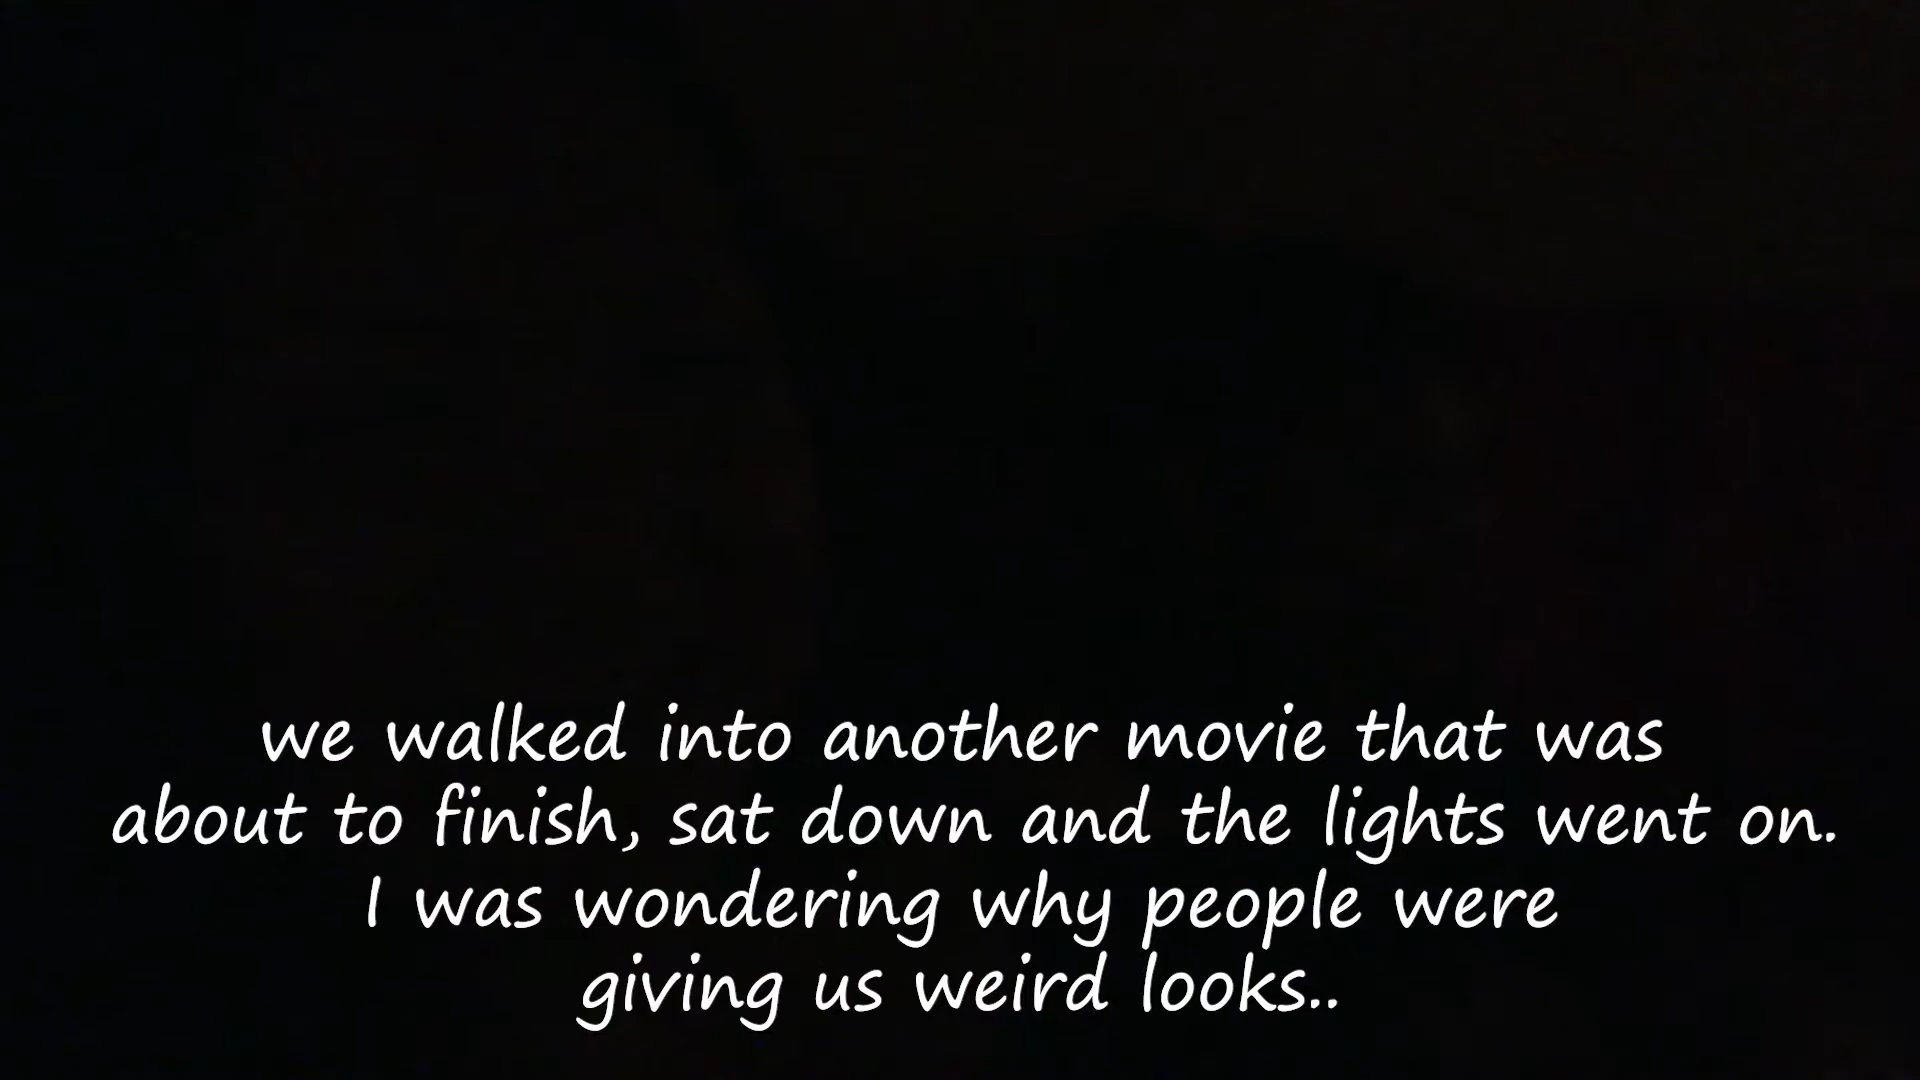 we walked into another movie that was
about to finish, sat down and the lights went on.
I was wondering why people were
giving us weird looks..